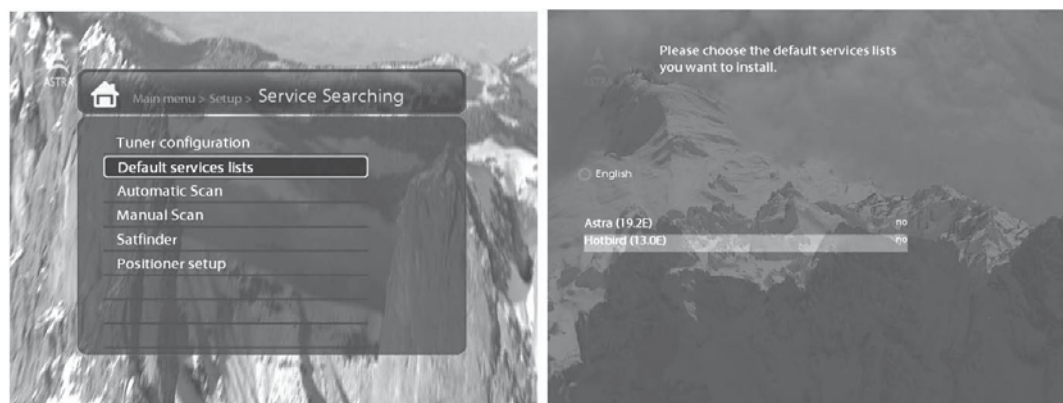 ASTRA
Main menu > Setup > Service Searching
Tuner configuration
Default services lists
Automatic Scan
Manual Scan
Satfinder
Positioner setup
Please choose the default services lists
you want to install.
English
Astra (19.2E) no
Hotbird (13.0E) no